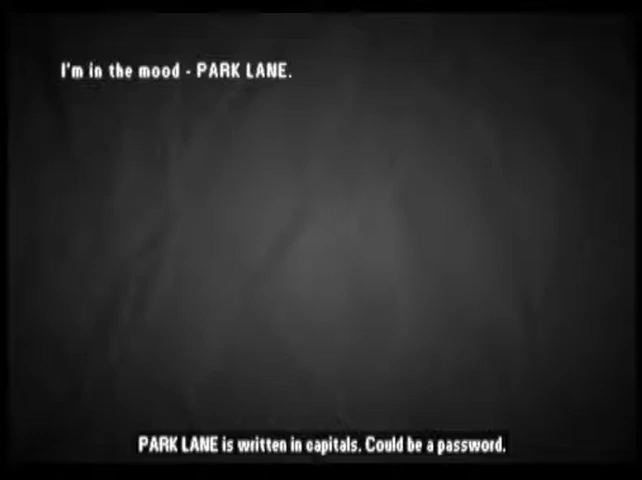 I'm in the mood - PARK LANE.
PARK LANE is written in capitals. Could be a password.